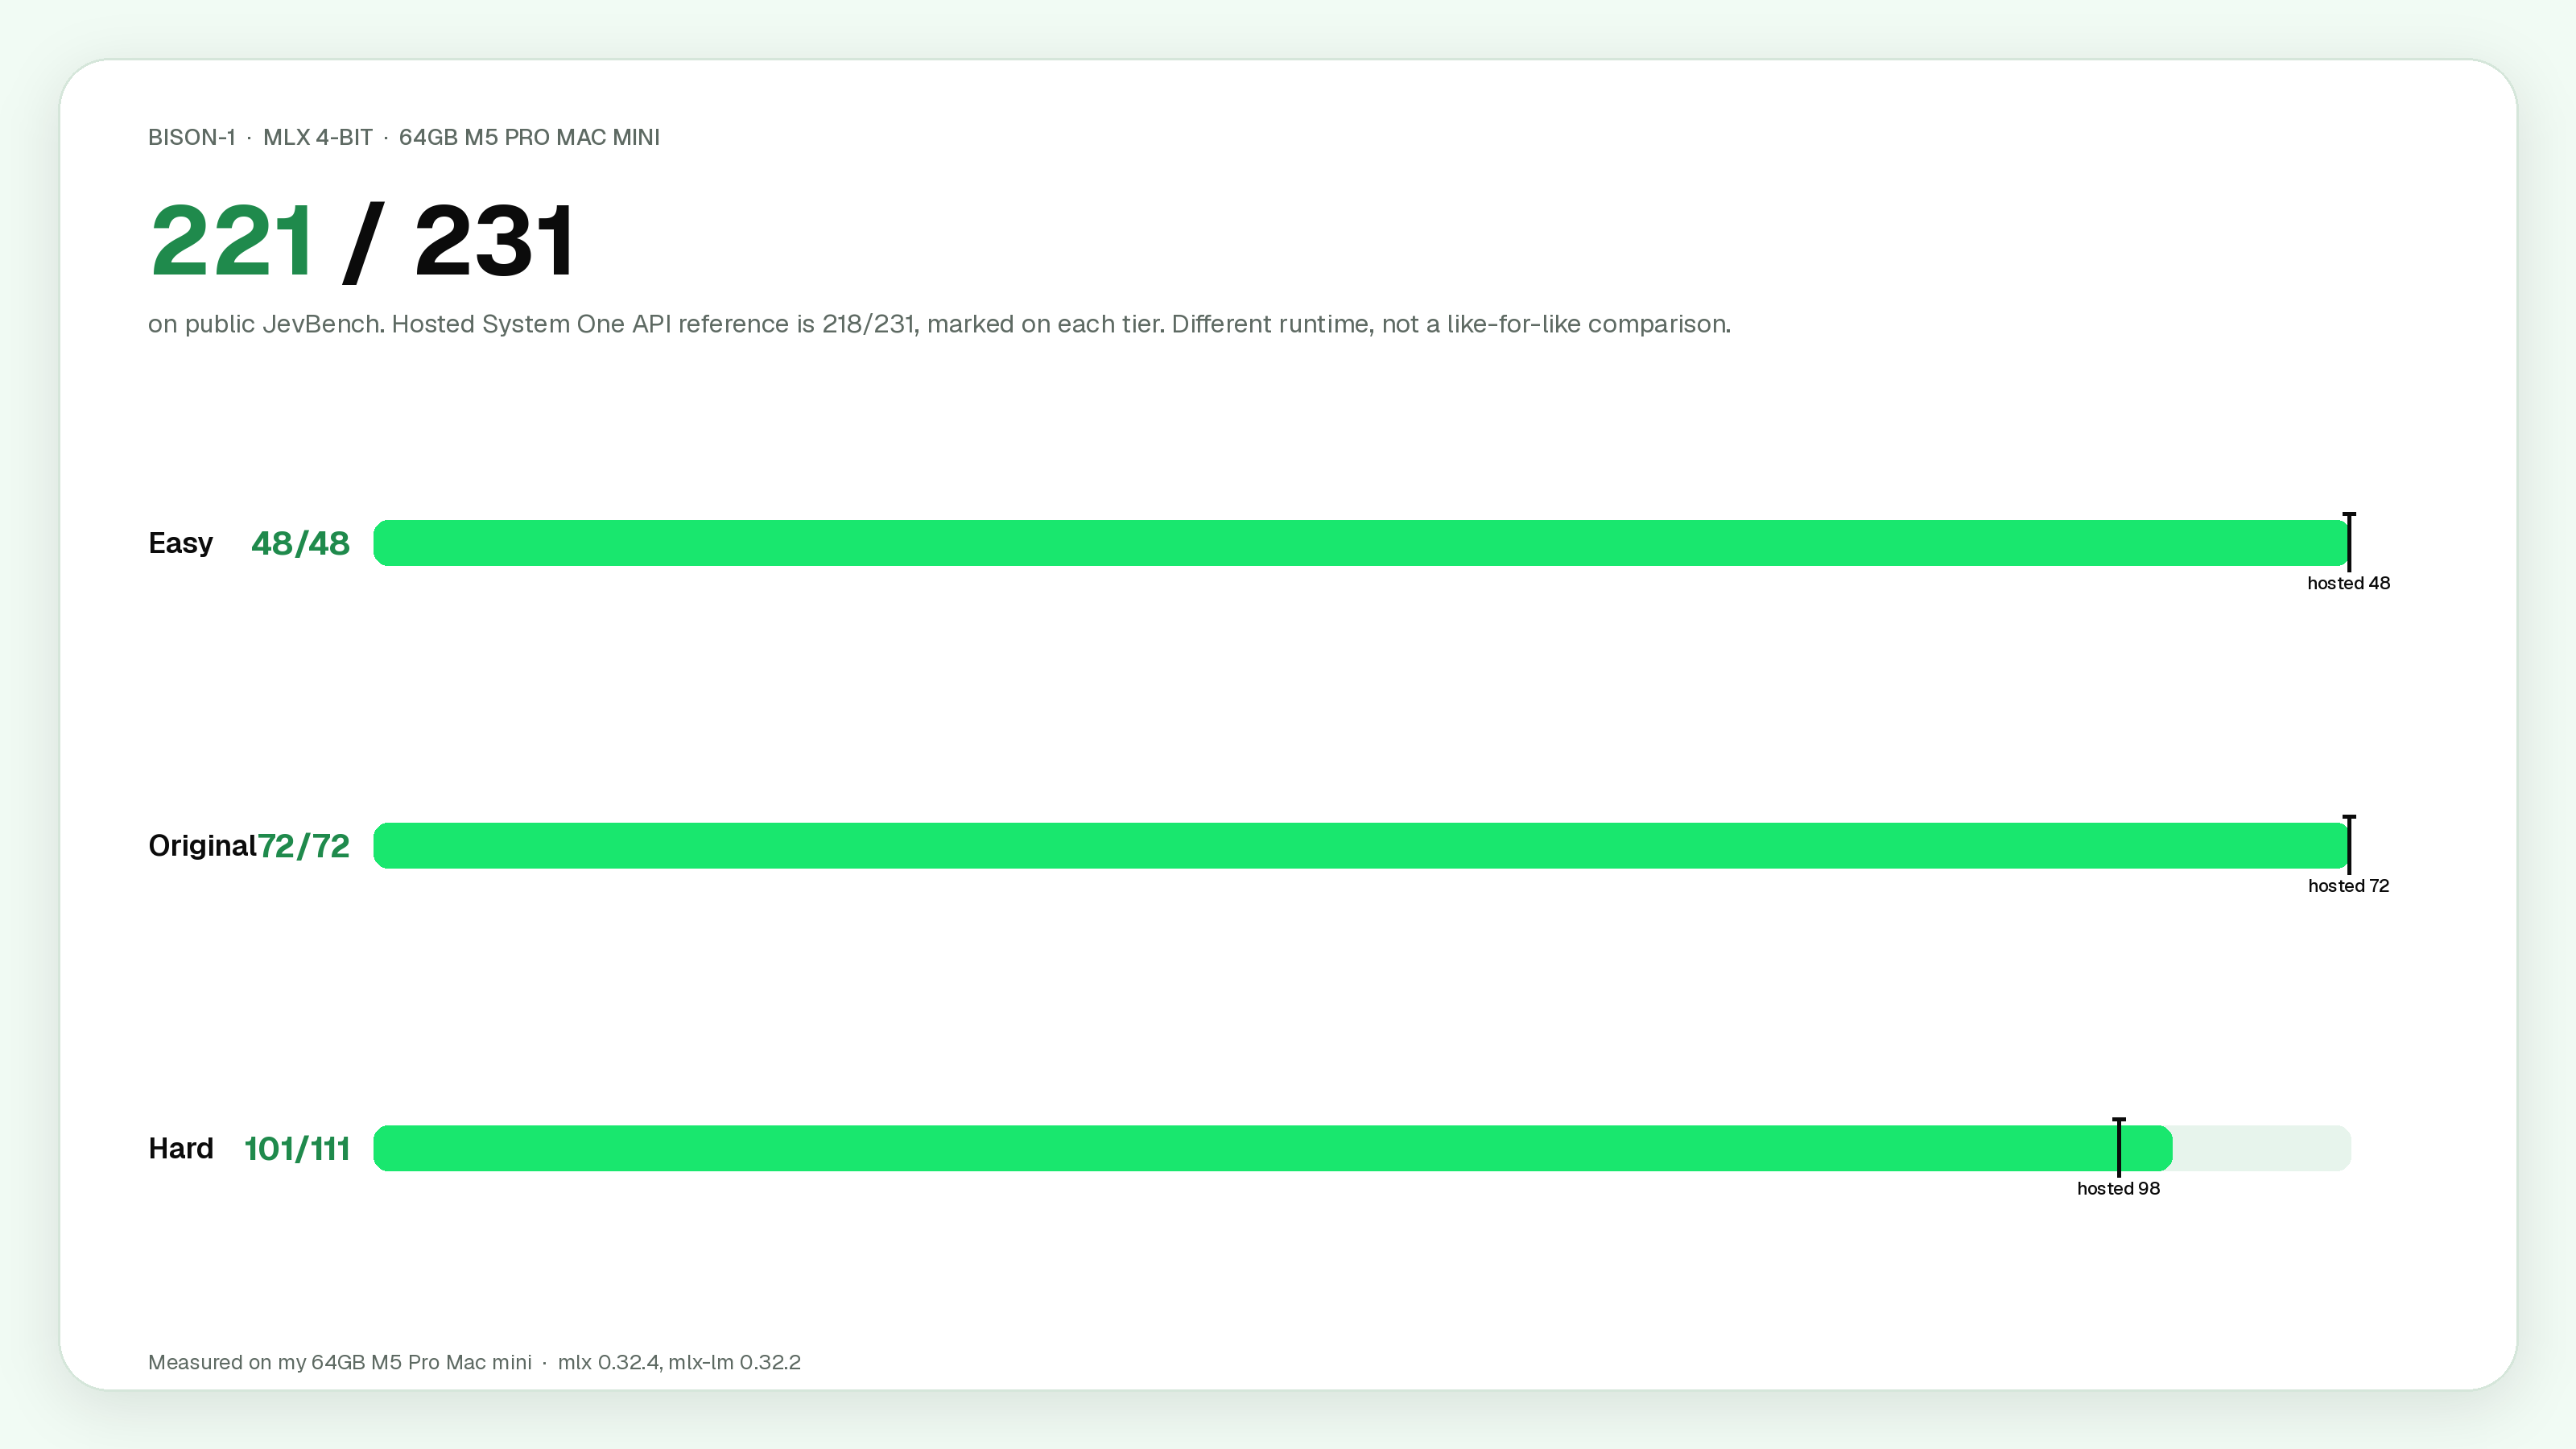 BISON-1 · MLX 4-BIT · 64GB M5 PRO MAC MINI
221 / 231
on public JevBench. Hosted System One API reference is 218/231, marked on each tier. Different runtime, not a like-for-like comparison.
Easy 48/48
hosted 48
Original 72/72
hosted 72
Hard 101/111
hosted 98
Measured on my 64GB M5 Pro Mac mini · mlx 0.32.4, mlx-lm 0.32.2